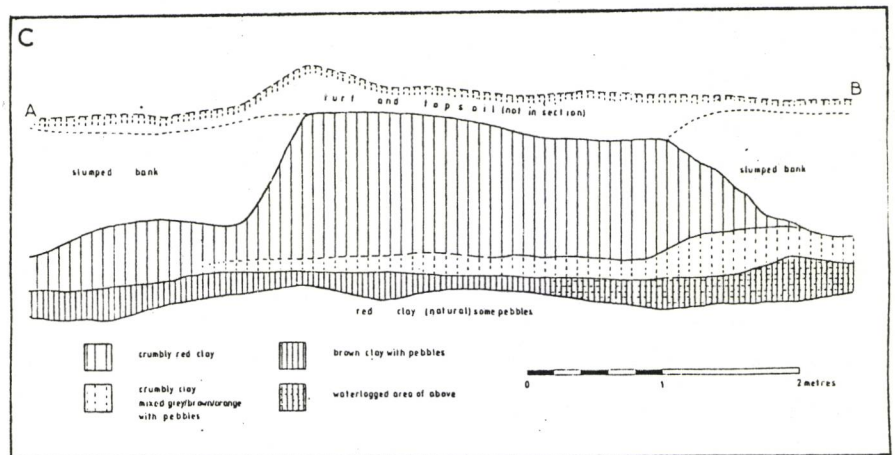 C
A
B
turf and topsoil (not in section)
slumped bank
slumped bank
red clay (natural) some pebbles
crumbly red clay
brown clay with pebbles
crumbly clay
mixed grey/brown/orange
with pebbles
waterlogged area of above
0 1 2 metres